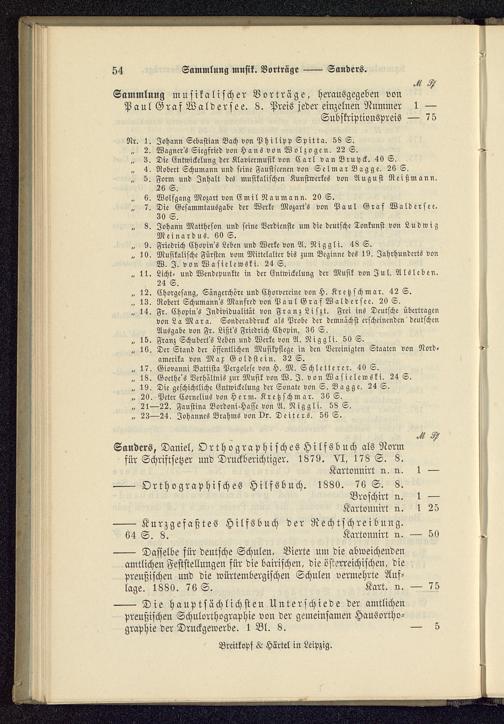 54 Sammlung musik. Vorträge —— Sanders.
M Pf
Sammlung musikalischer Vorträge, herausgegeben von
Paul Graf Waldersee. 8. Preis jeder einzelnen Nummer 1 —
Subskriptionspreis — 75
Nr. 1. Johann Sebastian Bach von Philipp Spitta. 58 S.
„ 2. Wagner's Siegfried von Hans von Wolzogen. 22 S.
„ 3. Die Entwickelung der Klaviermusik von Carl van Bruyck. 40 S.
„ 4. Robert Schumann und seine Faustscenen von Selmar Bagge. 26 S.
„ 5. Form und Inhalt des musikalischen Kunstwerkes von August Reißmann.
26 S.
„ 6. Wolfgang Mozart von Emil Naumann. 20 S.
„ 7. Die Gesammtausgabe der Werke Mozart's von Paul Graf Waldersee.
30 S.
„ 8. Johann Mattheson und seine Verdienste um die deutsche Tonkunst von Ludwig
Meinardus. 60 S.
„ 9. Friedrich Chopin's Leben und Werke von A. Niggli. 48 S.
„ 10. Musikalische Fürsten vom Mittelalter bis zum Beginne des 19. Jahrhunderts von
W. J. von Wasielewski. 24 S.
„ 11. Licht- und Wendepunkte in der Entwickelung der Musik von Jul. Alsleben.
24 S.
„ 12. Chorgesang, Sängerchöre und Chorvereine von H. Kretzschmar. 42 S.
„ 13. Robert Schumann's Manfred von Paul Graf Waldersee. 20 S.
„ 14. Fr. Chopin's Individualität von Franz Liszt. Frei ins Deutsche übertragen
von La Mara. Sonderabdruck als Probe der demnächst erscheinenden deutschen
Ausgabe von Fr. Liszt's Friedrich Chopin. 36 S.
„ 15. Franz Schubert's Leben und Werke von A. Niggli. 50 S.
„ 16. Der Stand der öffentlichen Musikpflege in den Vereinigten Staaten von Nord-
amerika von Max Goldstein. 32 S.
„ 17. Giovanni Battista Pergolese von H. M. Schletterer. 40 S.
„ 18. Goethe's Verhältniß zur Musik von W. J. von Wasielewski. 24 S.
„ 19. Die geschichtliche Entwickelung der Sonate von S. Bagge. 24 S.
„ 20. Peter Cornelius von Herm. Kretzschmar. 36 S.
„ 21—22. Faustina Bordoni-Hasse von A. Niggli. 58 S.
„ 23—24. Johannes Brahms von Dr. Deiters. 56 S.
M Pf
Sanders, Daniel, Orthographisches Hilfsbuch als Norm
für Schriftsetzer und Druckberichtiger. 1879. VI, 178 S. 8.
Kartonnirt n. n. 1 —
—— Orthographisches Hilfsbuch. 1880. 76 S. 8.
Broschirt n. 1 —
Kartonnirt n. 1 25
—— Kurzgefaßtes Hilfsbuch der Rechtschreibung.
64 S. 8. Kartonnirt n. — 50
—— Dasselbe für deutsche Schulen. Vierte um die abweichenden
amtlichen Feststellungen für die bairischen, die österreichischen, die
preußischen und die würtembergischen Schulen vermehrte Auf-
lage. 1880. 76 S. Kart. n. — 75
—— Die hauptsächlichsten Unterschiede der amtlichen
preußischen Schulorthographie von der gemeinsamen Hausortho-
graphie der Druckgewerbe. 1 Bl. 8. — 5
Breitkopf & Härtel in Leipzig.